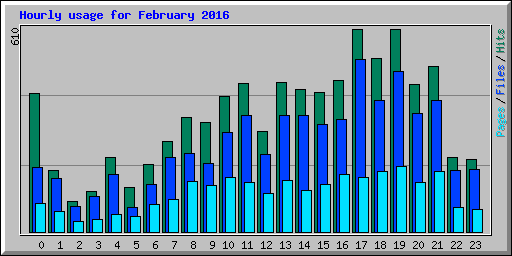 Hourly usage for February 2016
610
Pages/Files/Hits
0 1 2 3 4 5 6 7 8 9 10 11 12 13 14 15 16 17 18 19 20 21 22 23